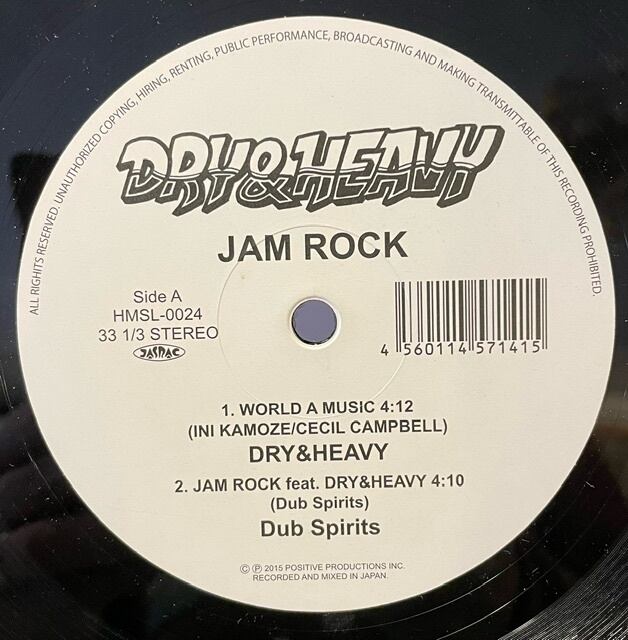 ALL RIGHTS RESERVED. UNAUTHORIZED COPYING, HIRING, RENTING, PUBLIC PERFORMANCE, BROADCASTING AND MAKING TRANSMITTABLE OF THIS RECORDING PROHIBITED.
DRY&HEAVY
JAM ROCK
Side A
HMSL-0024
33 1/3 STEREO
JASRAC
4 560114 571415
1. WORLD A MUSIC 4:12
(INI KAMOZE/CECIL CAMPBELL)
DRY&HEAVY
2. JAM ROCK feat. DRY&HEAVY 4:10
(Dub Spirits)
Dub Spirits
© ℗ 2015 POSITIVE PRODUCTIONS INC.
RECORDED AND MIXED IN JAPAN.